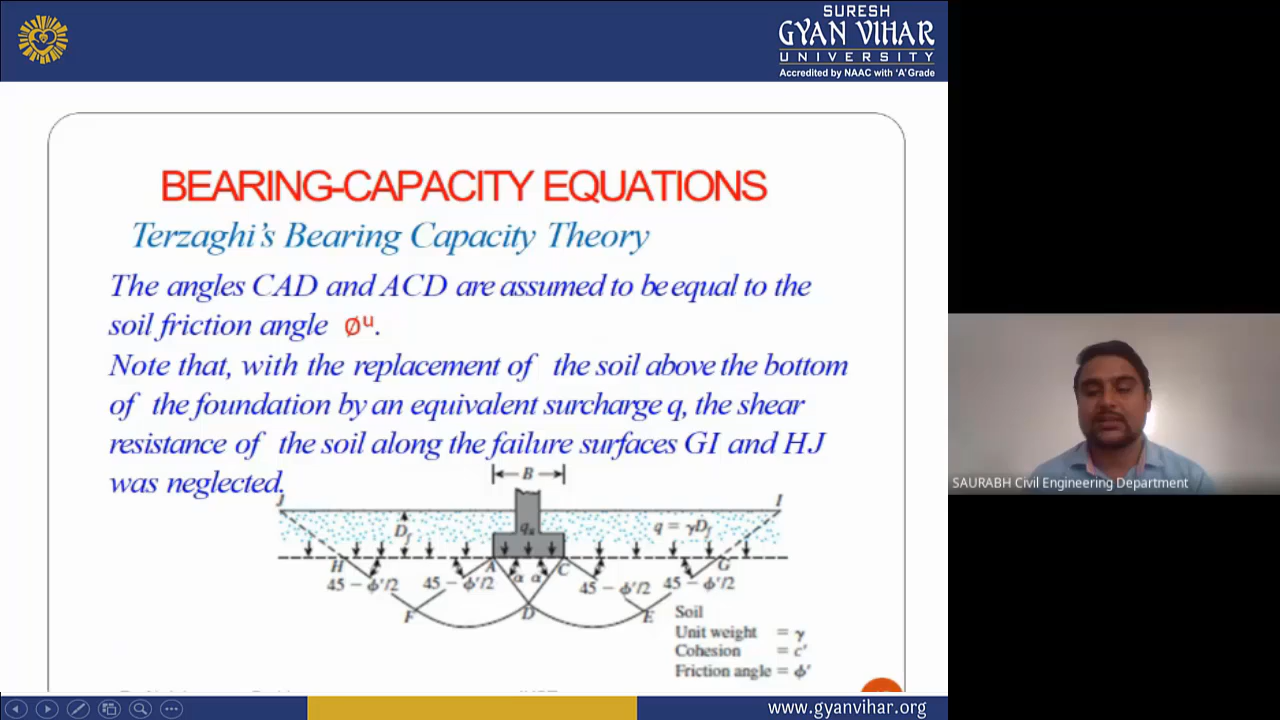 SURESH
GYAN VIHAR
UNIVERSITY
Accredited by NAAC with 'A' Grade
BEARING-CAPACITY EQUATIONS
Terzaghi's Bearing Capacity Theory
The angles CAD and ACD are assumed to be equal to the
soil friction angle øᵘ.
Note that, with the replacement of the soil above the bottom
of the foundation by an equivalent surcharge q, the shear
resistance of the soil along the failure surfaces GI and HJ
was neglected.
B
J I
D_f q_u q = γD_f
H A C G
45 − ϕ'/2 45 − ϕ'/2 α α 45 − ϕ'/2 45 − ϕ'/2
F D E
Soil
Unit weight = γ
Cohesion = c'
Friction angle = ϕ'
SAURABH Civil Engineering Department
www.gyanvihar.org